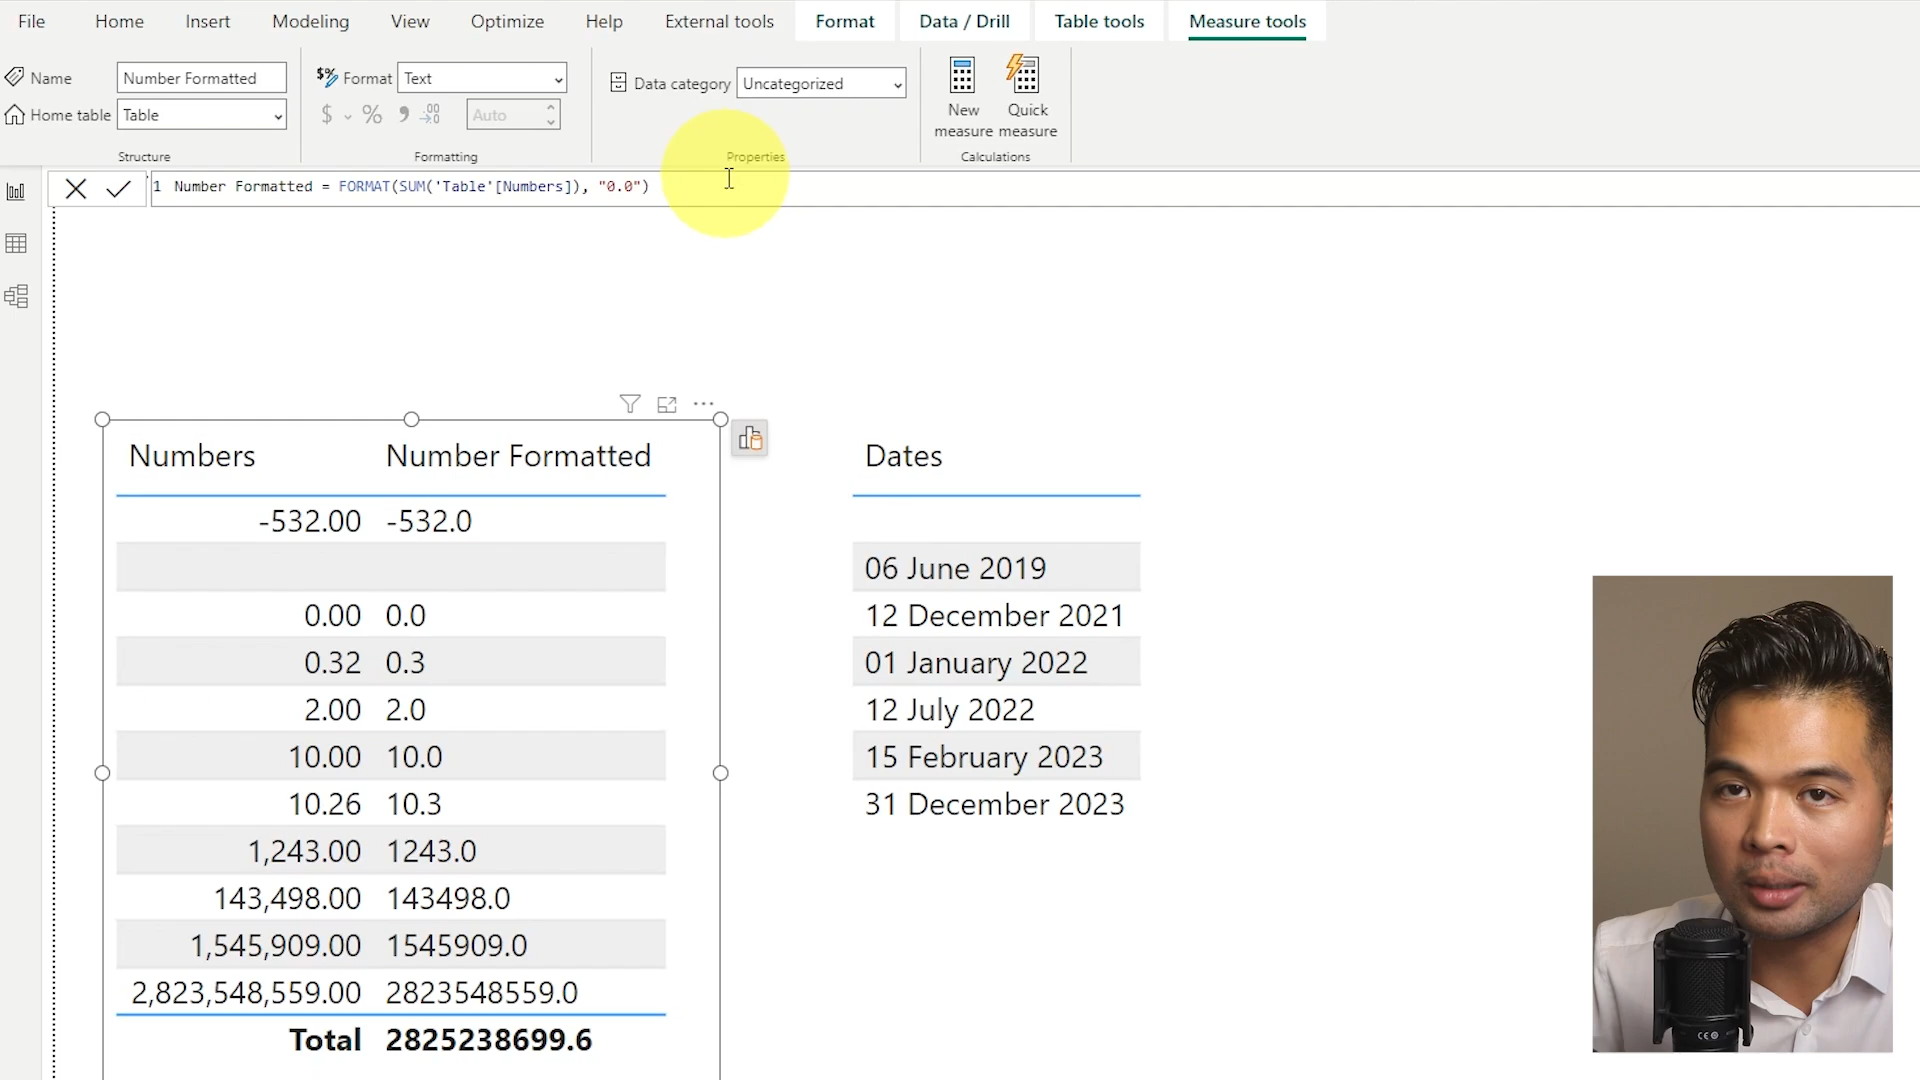 File Home Insert Modeling View Optimize Help External tools Format Data / Drill Table tools Measure tools
Name Number Formatted $% Format Text Data category Uncategorized New measure Quick measure
Home table Table $ % , .00 →.0 Auto
Structure Formatting Properties Calculations
1 Number Formatted = FORMAT(SUM('Table'[Numbers]), "0.0")
Numbers Number Formatted
-532.00 -532.0
0.00 0.0
0.32 0.3
2.00 2.0
10.00 10.0
10.26 10.3
1,243.00 1243.0
143,498.00 143498.0
1,545,909.00 1545909.0
2,823,548,559.00 2823548559.0
Total 2825238699.6
Dates
06 June 2019
12 December 2021
01 January 2022
12 July 2022
15 February 2023
31 December 2023